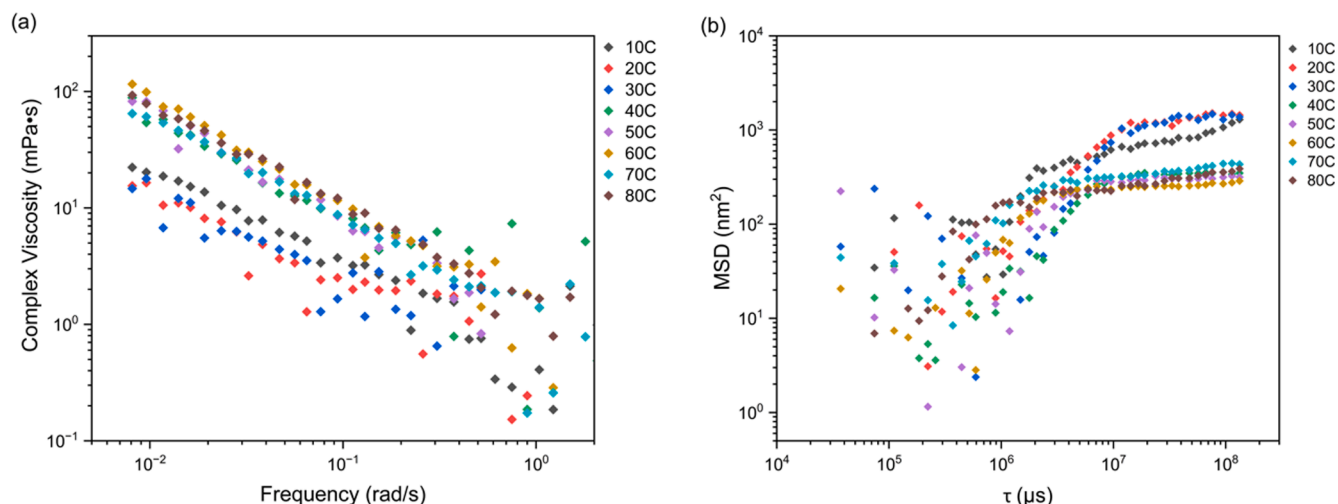 (a)
Complex Viscosity (mPa•s)
10²
10¹
10⁰
10⁻¹
10⁻²
10⁻¹
10⁰
Frequency (rad/s)
10C
20C
30C
40C
50C
60C
70C
80C
(b)
MSD (nm²)
10⁴
10³
10²
10¹
10⁰
10⁴
10⁵
10⁶
10⁷
10⁸
τ (µs)
10C
20C
30C
40C
50C
60C
70C
80C